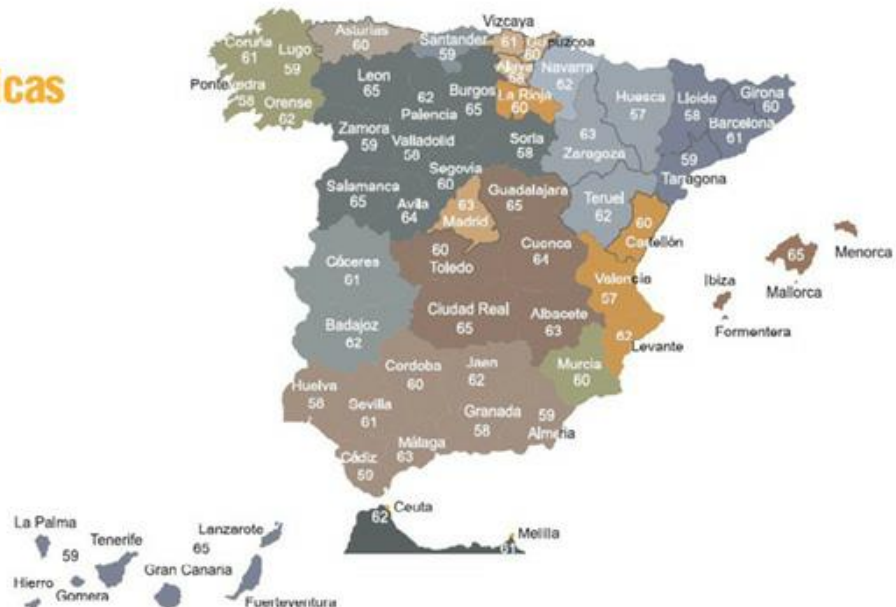 icas
Vizcaya
Asturias
60
Santander
59
61
60
Coruña
61
Lugo
59
Pontevedra
58
Orense
62
Leon
65
62
Palencia
Burgos
65
La Rioja
60
Navarra
62
Huesca
57
Lloida
58
Girona
60
Barcelona
61
Zamora
59
Valladolid
Soria
58
63
Zaragoza
59
Tarragona
Segovia
60
Salamanca
65
Avila
64
63
Madrid
Guadalajara
65
Teruel
62
60
Castellón
60
Toledo
Cuenca
64
Cáceres
61
Valencia
57
Ibiza
65
Mallorca
Menorca
Formentera
Badajoz
62
Ciudad Real
65
Albacete
63
62
Levante
Murcia
60
Cordoba
60
Jaen
62
Huelva
Sevilla
61
Granada
58
59
Almeria
Málaga
63
Cádiz
59
Ceuta
62
Melilla
61
La Palma
59
Tenerife
Lanzarote
65
Hierro
Gomera
Gran Canaria
Fuerteventura